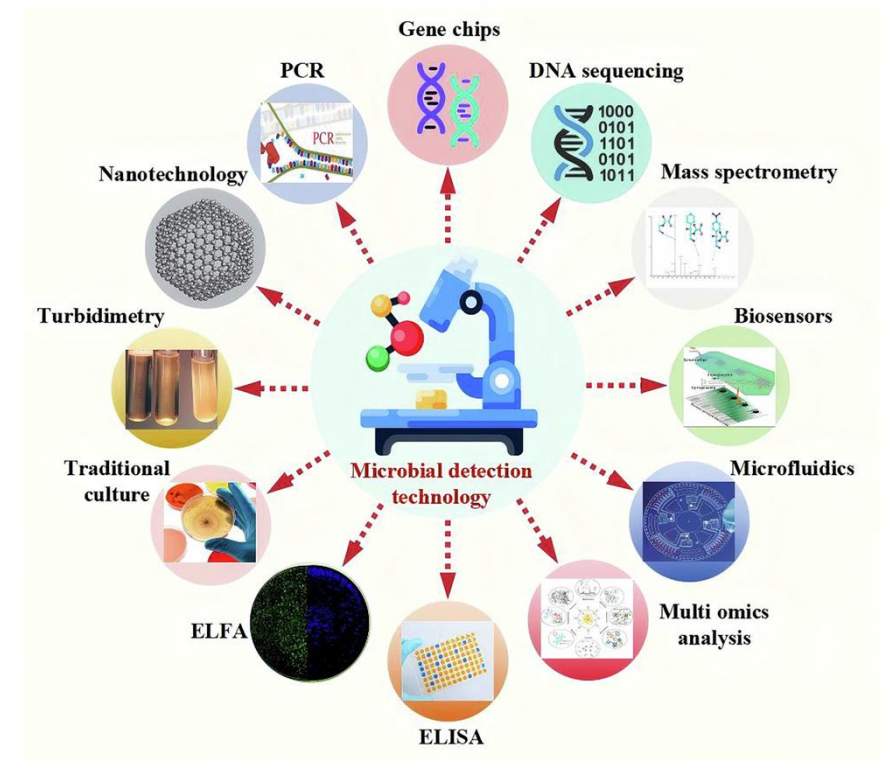 Gene chips
PCR
DNA sequencing
PCR
1000
0101
1101
0101
1011
Nanotechnology
Mass spectrometry
Turbidimetry
Biosensors
Traditional
culture
Microfluidics
Microbial detection
technology
ELFA
Multi omics
analysis
ELISA